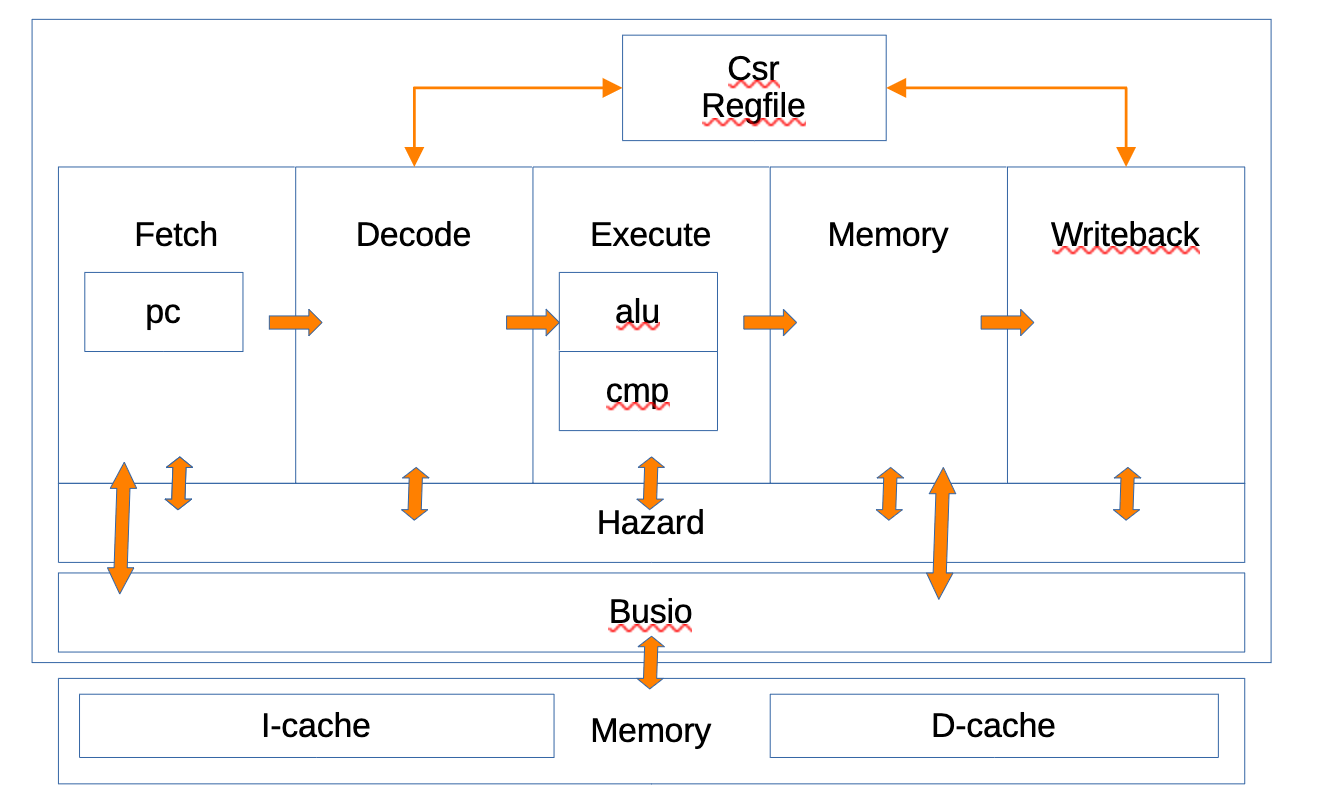 Csr
Regfile
Fetch
Decode
Execute
Memory
Writeback
pc
alu
cmp
Hazard
Busio
I-cache
Memory
D-cache